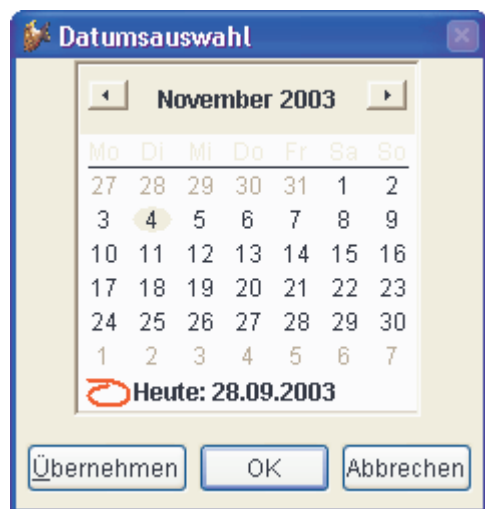 Datumsauswahl
November 2003
Mo Di Mi Do Fr Sa So
27 28 29 30 31 1 2
3 4 5 6 7 8 9
10 11 12 13 14 15 16
17 18 19 20 21 22 23
24 25 26 27 28 29 30
1 2 3 4 5 6 7
Heute: 28.09.2003
Übernehmen OK Abbrechen